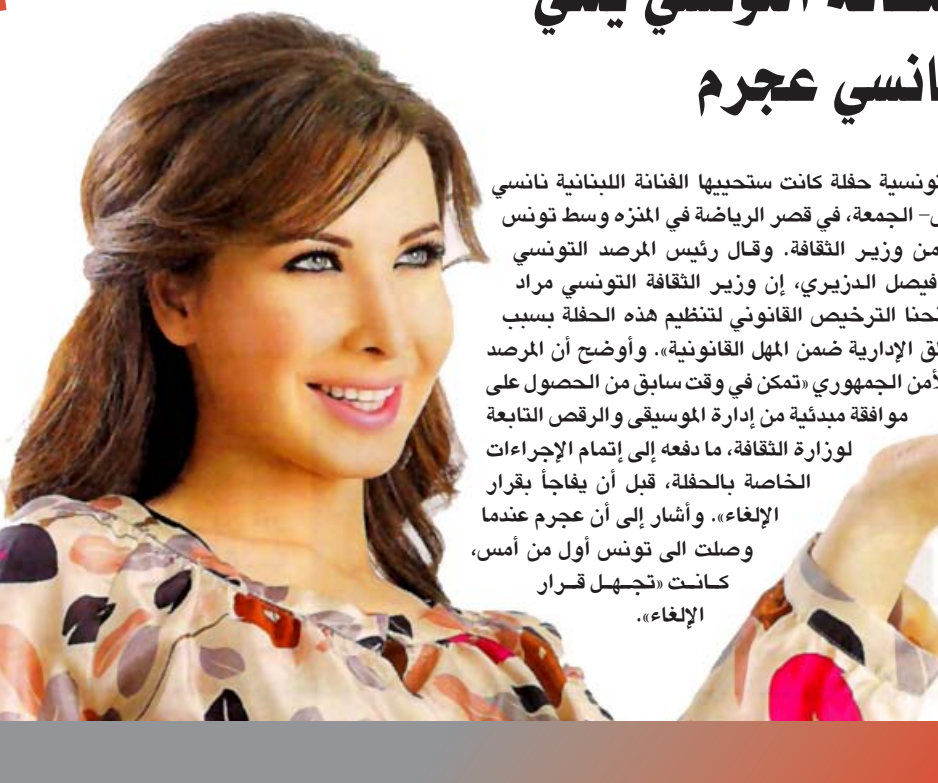 التونسي يلغي
انسي عجرم
تونسية حفلة كانت ستحييها الفنانة اللبنانية نانسي
– الجمعة، في قصر الرياضة في المنزه وسط تونس
من وزير الثقافة. وقال رئيس المرصد التونسي
فيصل الدزيري، إن وزير الثقافة التونسي مراد
نحنا الترخيص القانوني لتنظيم هذه الحفلة بسبب
الإدارية ضمن المهل القانونية». وأوضح أن المرصد
لأمن الجمهوري «تمكن في وقت سابق من الحصول على
موافقة مبدئية من إدارة الموسيقى والرقص التابعة
لوزارة الثقافة، ما دفعه إلى إتمام الإجراءات
الخاصة بالحفلة، قبل أن يفاجأ بقرار
الإلغاء». وأشار إلى أن عجرم عندما
وصلت الى تونس أول من أمس،
كانت «تجهل قرار
الإلغاء».